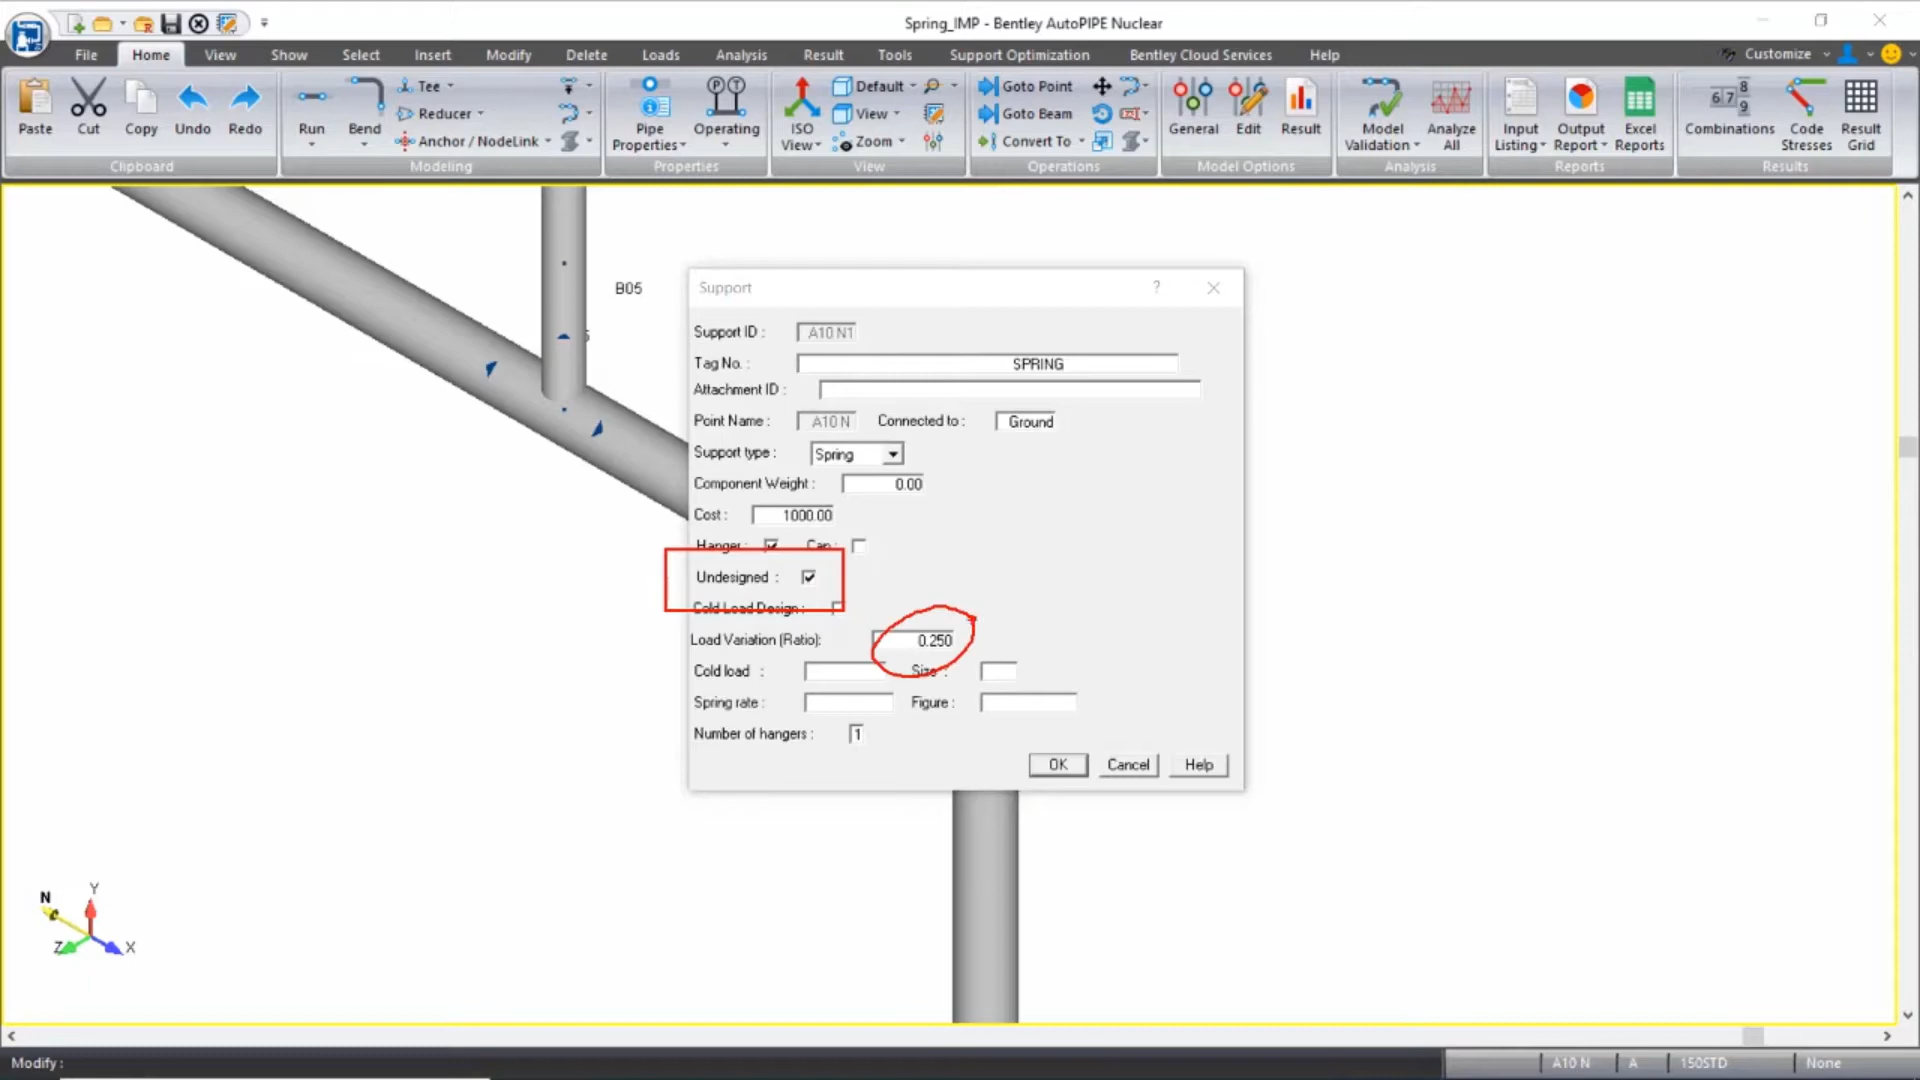 Spring_IMP - Bentley AutoPIPE Nuclear
File Home View Show Select Insert Modify Delete Loads Analysis Result Tools Support Optimization Bentley Cloud Services Help Customize
Paste Cut Copy Undo Redo
Clipboard
Run Bend
Tee
Reducer
Anchor / NodeLink
Modeling
Pipe Properties
Operating
Properties
ISO View
Default
View
Zoom
View
Goto Point
Goto Beam
Convert To
Operations
General Edit Result
Model Options
Model Validation
Analyze All
Analysis
Input Listing
Output Report
Excel Reports
Reports
Combinations
Code Stresses
Result Grid
Results
B05
Support ?
Support ID : A10 N1
Tag No. : SPRING
Attachment ID :
Point Name : A10 N Connected to : Ground
Support type : Spring
Component Weight : 0.00
Cost : 1000.00
Hanger : Can :
Undesigned :
Cold Load Design :
Load Variation (Ratio): 0.250
Cold load : Size :
Spring rate : Figure :
Number of hangers : 1
OK Cancel Help
N
Y
Z
X
Modify :
A10 N A 150STD None